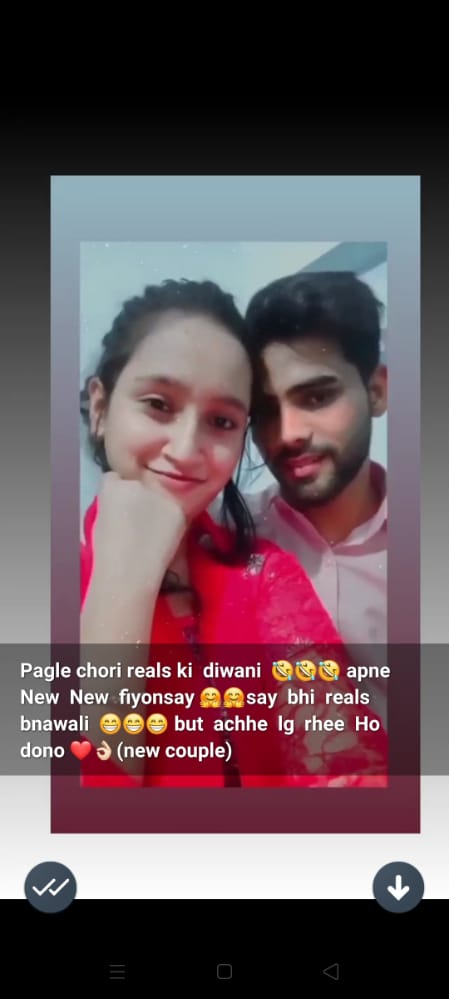 Pagle chori reals ki diwani 🤣🤣🤣 apne
New New fiyonsay 🤗🤗say bhi reals
bnawali 😁😁😁 but achhe lg rhee Ho
dono ❤️👌🏻(new couple)